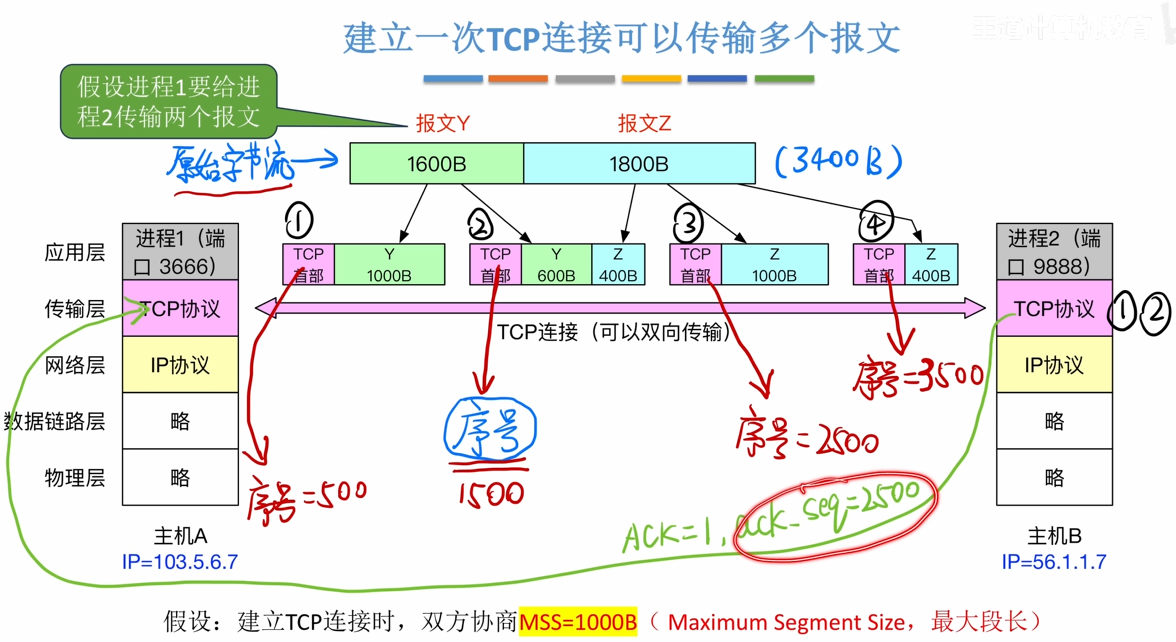 王道计算机教育
建立一次TCP连接可以传输多个报文
假设进程1要给进
程2传输两个报文
报文Y
报文Z
原始字节流
1600B
1800B
(3400B)
①
②
③
④
应用层
进程1（端
口 3666）
TCP
首部
Y
1000B
TCP
首部
Y
600B
Z
400B
TCP
首部
Z
1000B
TCP
首部
Z
400B
进程2（端
口 9888）
传输层
TCP协议
TCP连接（可以双向传输）
TCP协议
①②
网络层
IP协议
IP协议
序号=3500
数据链路层
略
序号
序号=2500
略
物理层
略
序号=500
1500
ACK=1, ack_seq=2500
略
主机A
IP=103.5.6.7
主机B
IP=56.1.1.7
假设：建立TCP连接时，双方协商MSS=1000B（ Maximum Segment Size，最大段长）